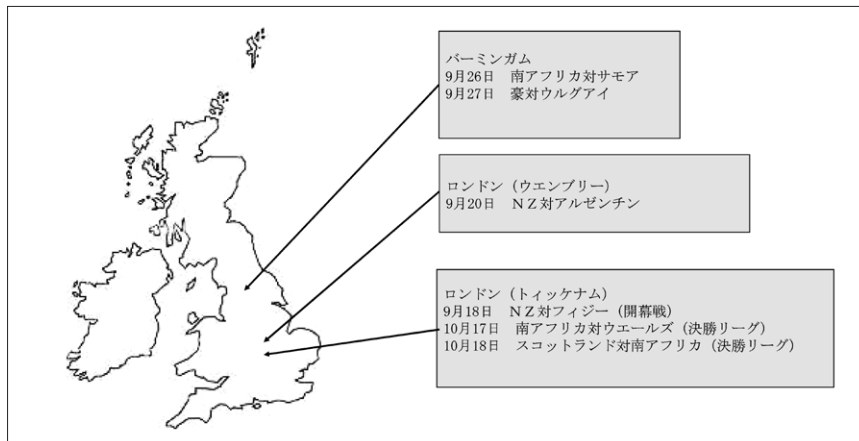 バーミンガム
9月26日　南アフリカ対サモア
9月27日　豪対ウルグアイ
ロンドン（ウエンブリー）
9月20日　ＮＺ対アルゼンチン
ロンドン（トィッケナム）
9月18日　ＮＺ対フィジー（開幕戦）
10月17日　南アフリカ対ウエールズ（決勝リーグ）
10月18日　スコットランド対南アフリカ（決勝リーグ）